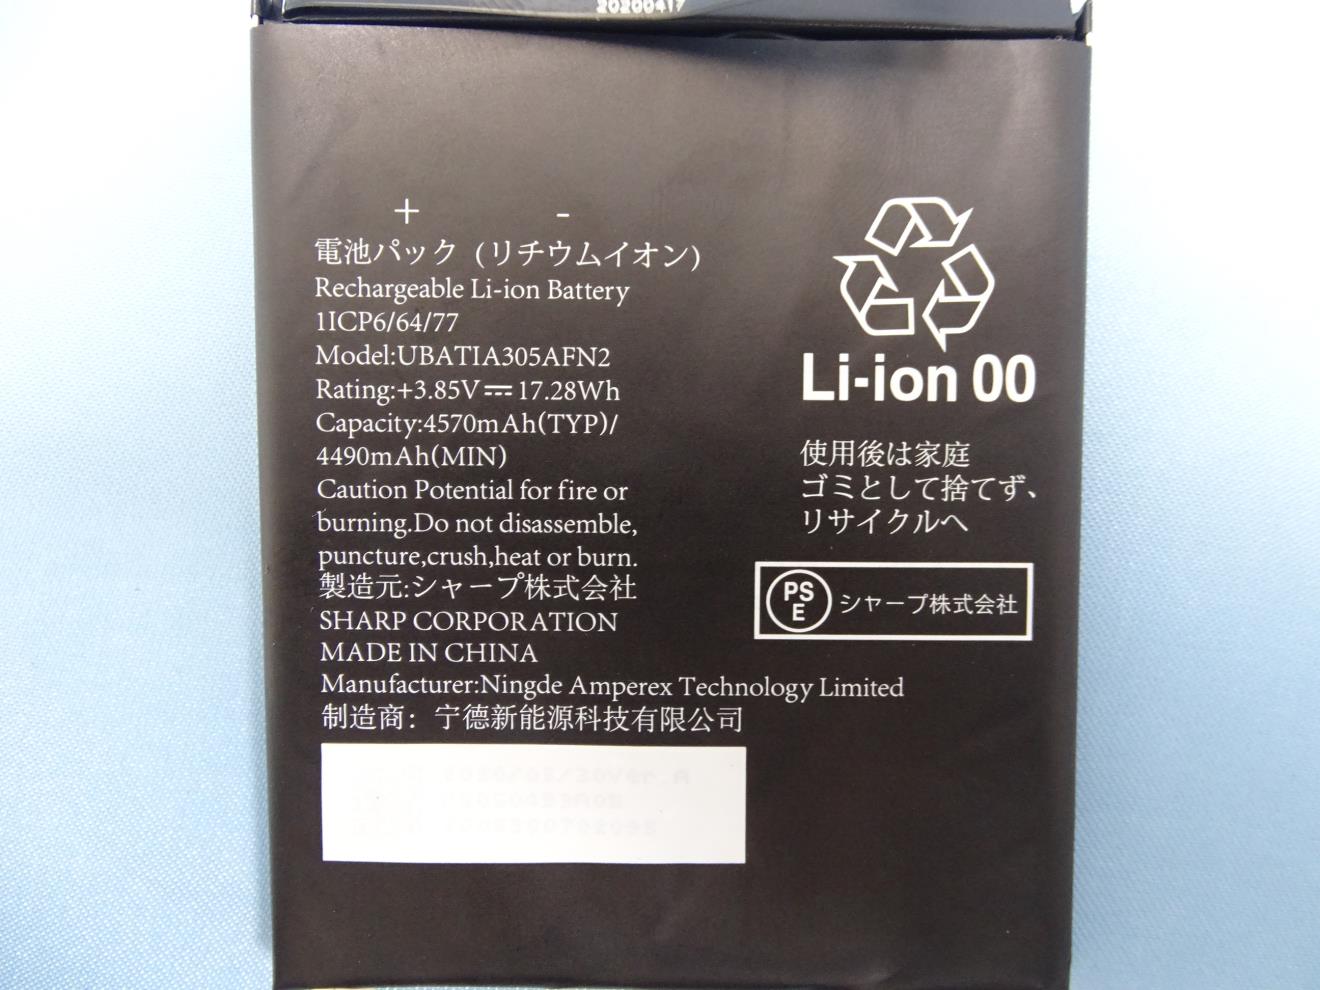 20200417
+ -
電池パック (リチウムイオン)
Rechargeable Li-ion Battery
1ICP6/64/77
Model:UBATIA305AFN2
Rating:+3.85V⎓17.28Wh
Capacity:4570mAh(TYP)/
4490mAh(MIN)
Caution Potential for fire or
burning.Do not disassemble,
puncture,crush,heat or burn.
製造元:シャープ株式会社
SHARP CORPORATION
MADE IN CHINA
Manufacturer:Ningde Amperex Technology Limited
制造商：宁德新能源科技有限公司
Li-ion 00
使用後は家庭
ゴミとして捨てず、
リサイクルへ
PS
E
シャープ株式会社